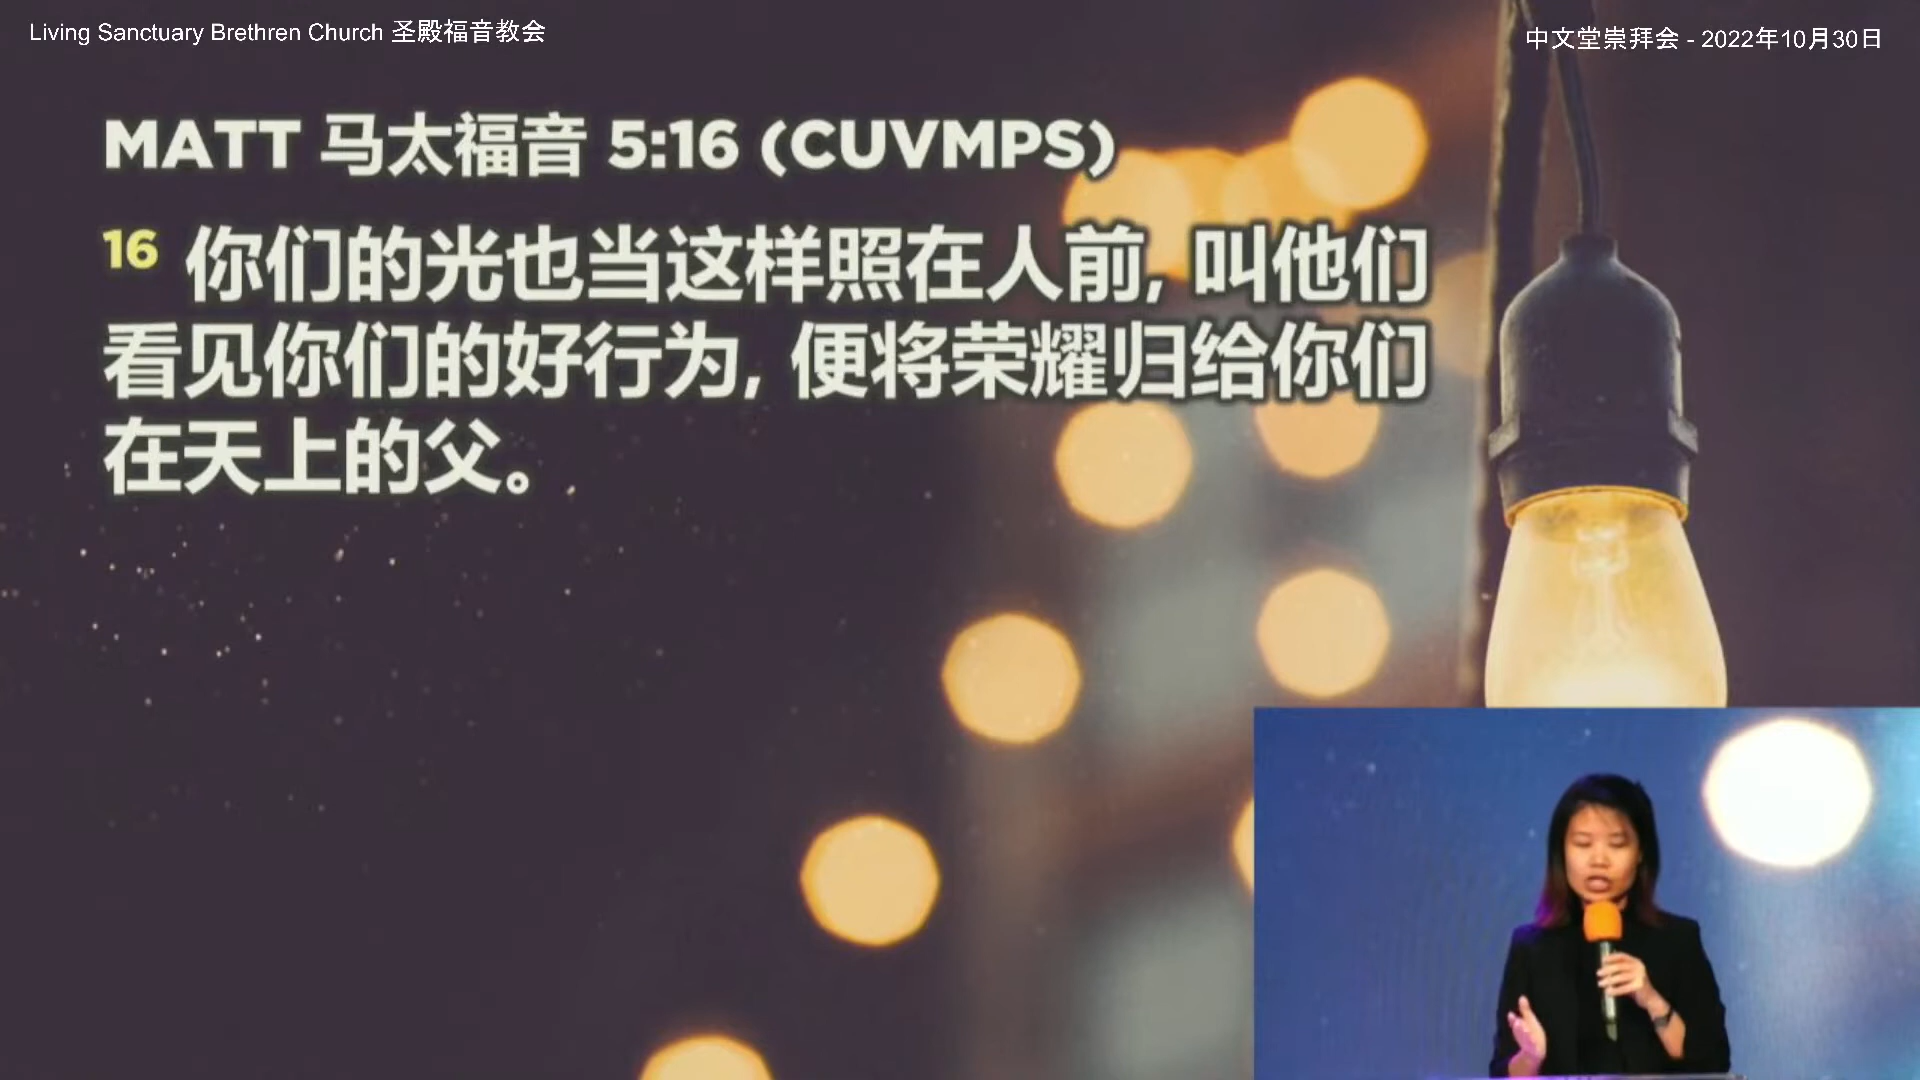 Living Sanctuary Brethren Church 圣殿福音教会
中文堂崇拜会 - 2022年10月30日
MATT 马太福音 5:16 (CUVMPS)
16 你们的光也当这样照在人前, 叫他们
看见你们的好行为, 便将荣耀归给你们
在天上的父。